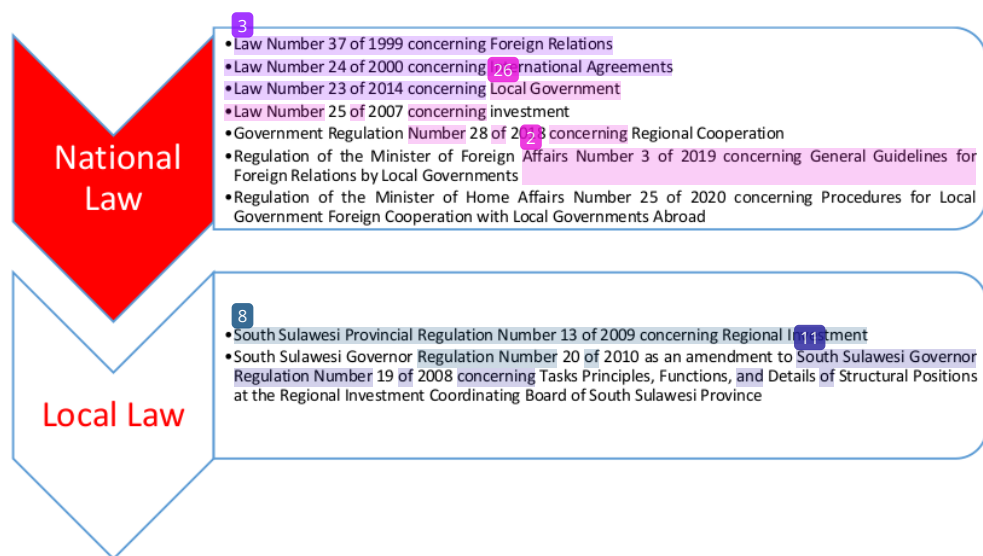 3
•Law Number 37 of 1999 concerning Foreign Relations
26
•Law Number 24 of 2000 concerning International Agreements
•Law Number 23 of 2014 concerning Local Government
•Law Number 25 of 2007 concerning investment
2
•Government Regulation Number 28 of 2018 concerning Regional Cooperation
National
Law
•Regulation of the Minister of Foreign Affairs Number 3 of 2019 concerning General Guidelines for
Foreign Relations by Local Governments
•Regulation of the Minister of Home Affairs Number 25 of 2020 concerning Procedures for Local
Government Foreign Cooperation with Local Governments Abroad
8
11
•South Sulawesi Provincial Regulation Number 13 of 2009 concerning Regional Investment
•South Sulawesi Governor Regulation Number 20 of 2010 as an amendment to South Sulawesi Governor
Regulation Number 19 of 2008 concerning Tasks Principles, Functions, and Details of Structural Positions
at the Regional Investment Coordinating Board of South Sulawesi Province
Local Law